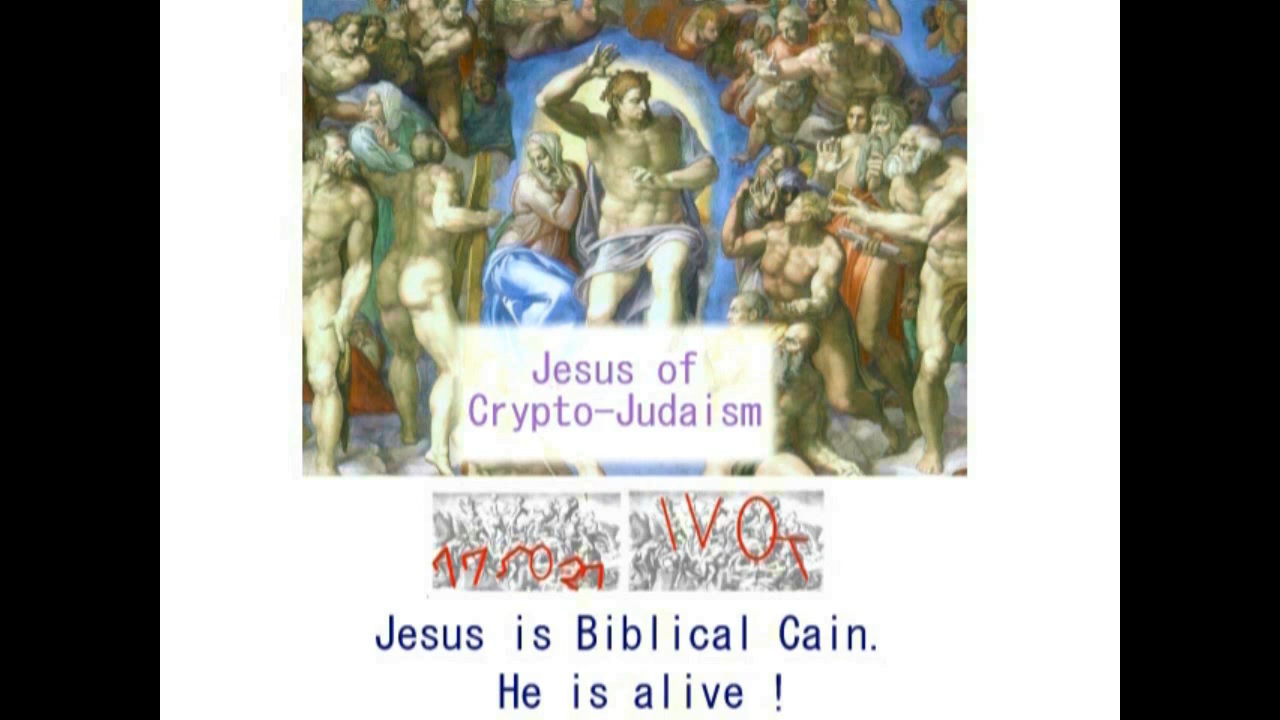 Jesus of
Crypto-Judaism
Jesus is Biblical Cain.
He is alive !